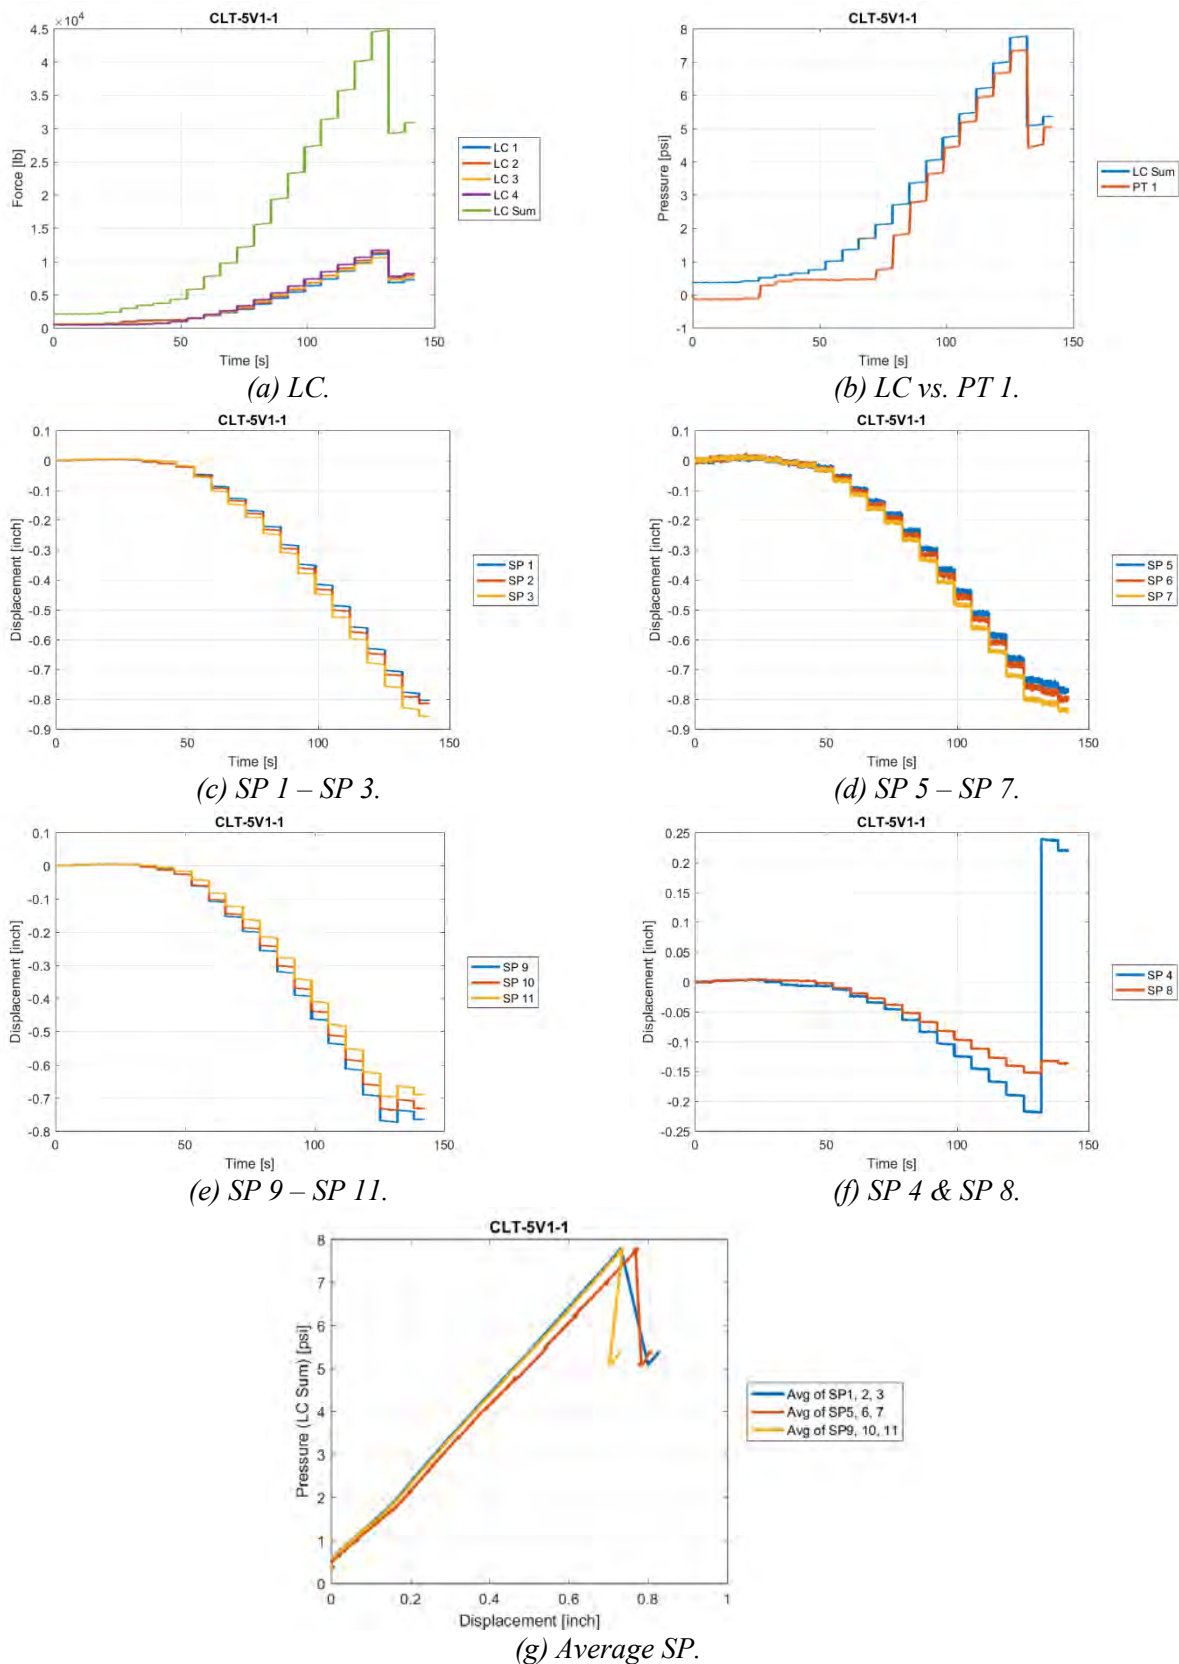 CLT-5V1-1
×10⁴
4.5
4
3.5
3
2.5
2
1.5
1
0.5
0
Force [lb]
0 50 100 150
Time [s]
LC 1
LC 2
LC 3
LC 4
LC Sum
(a) LC.
CLT-5V1-1
8
7
6
5
4
3
2
1
0
-1
Pressure [psi]
0 50 100 150
Time [s]
LC Sum
PT 1
(b) LC vs. PT 1.
CLT-5V1-1
0.1
0
-0.1
-0.2
-0.3
-0.4
-0.5
-0.6
-0.7
-0.8
-0.9
Displacement [inch]
0 50 100 150
Time [s]
SP 1
SP 2
SP 3
(c) SP 1 – SP 3.
CLT-5V1-1
0.1
0
-0.1
-0.2
-0.3
-0.4
-0.5
-0.6
-0.7
-0.8
-0.9
Displacement [inch]
0 50 100 150
Time [s]
SP 5
SP 6
SP 7
(d) SP 5 – SP 7.
CLT-5V1-1
0.1
0
-0.1
-0.2
-0.3
-0.4
-0.5
-0.6
-0.7
-0.8
Displacement [inch]
0 50 100 150
Time [s]
SP 9
SP 10
SP 11
(e) SP 9 – SP 11.
CLT-5V1-1
0.25
0.2
0.15
0.1
0.05
0
-0.05
-0.1
-0.15
-0.2
-0.25
Displacement [inch]
0 50 100 150
Time [s]
SP 4
SP 8
(f) SP 4 & SP 8.
CLT-5V1-1
8
7
6
5
4
3
2
1
0
Pressure (LC Sum) [psi]
0 0.2 0.4 0.6 0.8 1
Displacement [inch]
Avg of SP1, 2, 3
Avg of SP5, 6, 7
Avg of SP9, 10, 11
(g) Average SP.